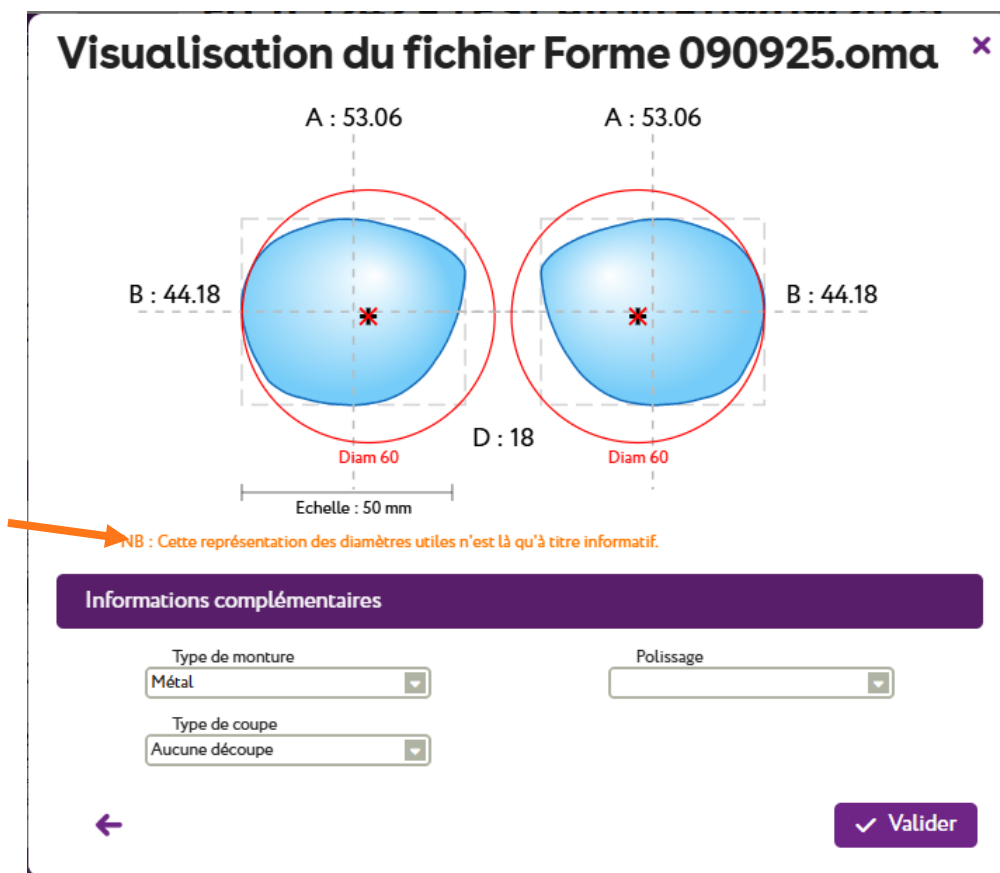 Visualisation du fichier Forme 090925.oma
A : 53.06
A : 53.06
B : 44.18
B : 44.18
D : 18
Diam 60
Diam 60
Echelle : 50 mm
NB : Cette représentation des diamètres utiles n'est là qu'à titre informatif.
Informations complémentaires
Type de monture
Polissage
Métal
Type de coupe
Aucune découpe
Valider